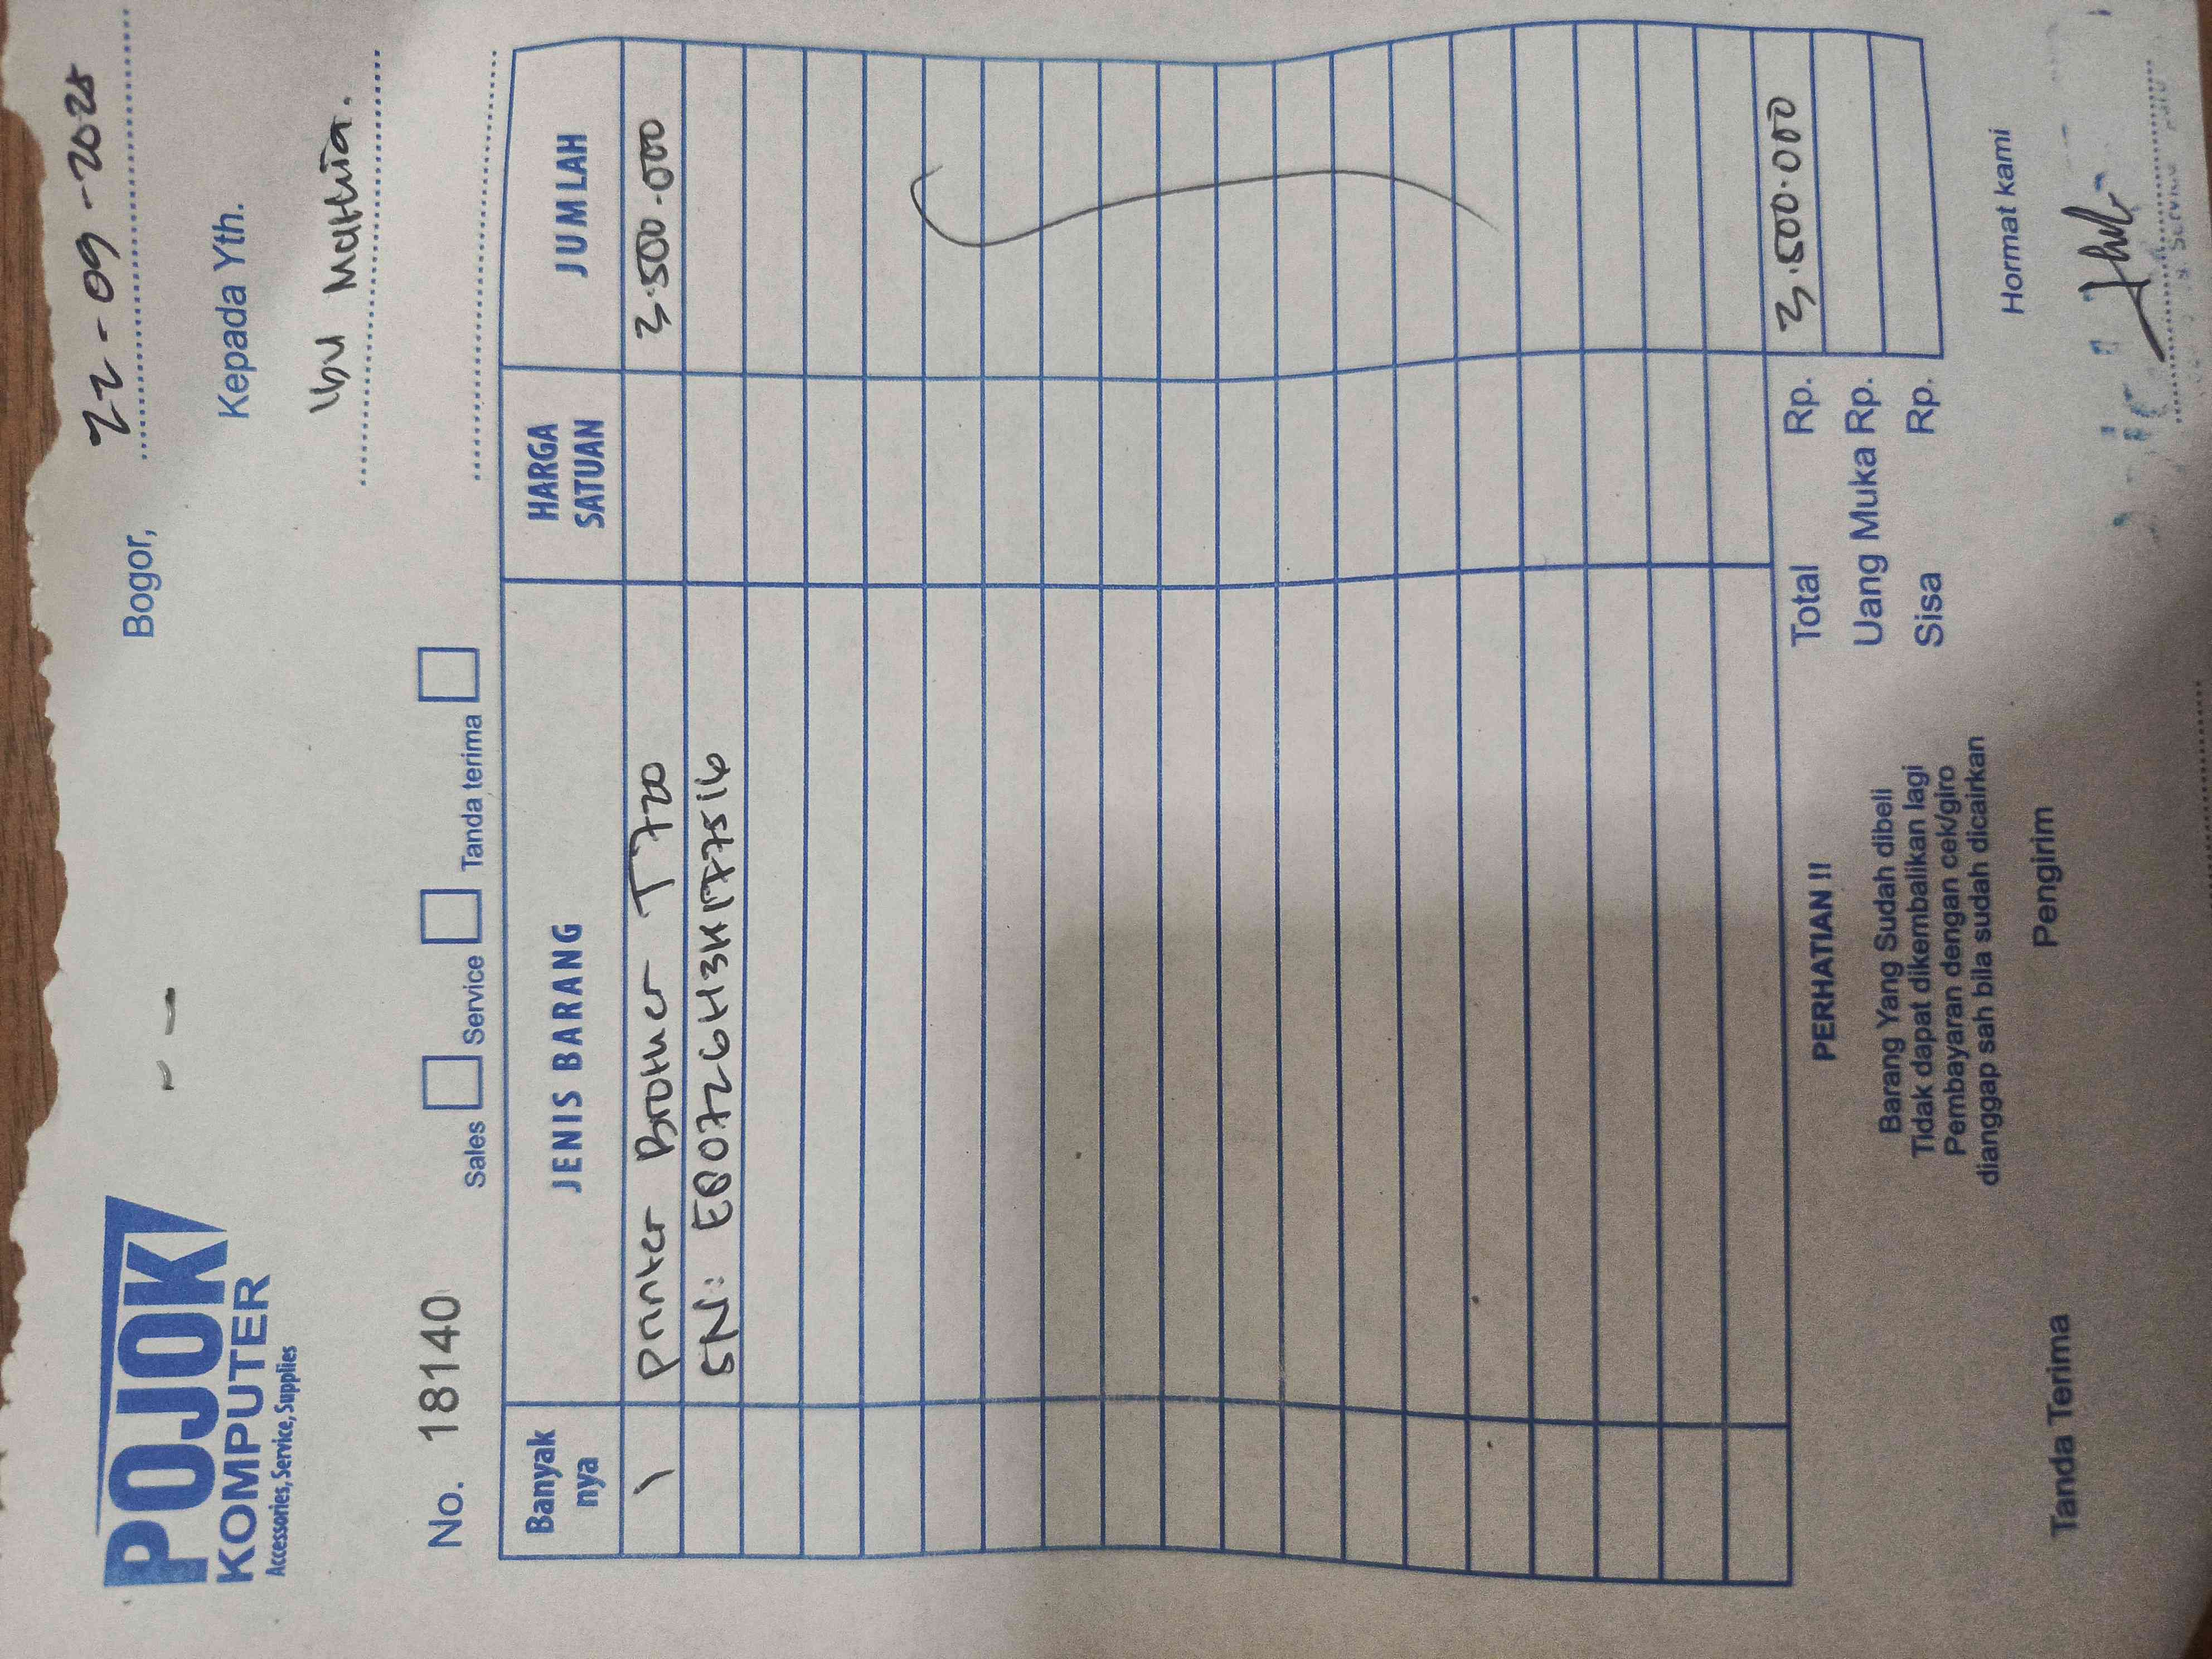 POJOK
KOMPUTER
Accessories, Service, Supplies
Bogor, 22-09-2025
Kepada Yth.
Ibu Marthia.
No. 18140
Sales Service Tanda terima
Banyak nya JENIS BARANG HARGA SATUAN JUMLAH
1 Printer Brother T720 3.500.000
SN: E80726H3K177516
Total Rp. 3.500.000
Uang Muka Rp.
Sisa Rp.
PERHATIAN !!
Barang Yang Sudah dibeli
Tidak dapat dikembalikan lagi
Pembayaran dengan cek/giro
dianggap sah bila sudah dicairkan
Tanda Terima Pengirim Hormat kami